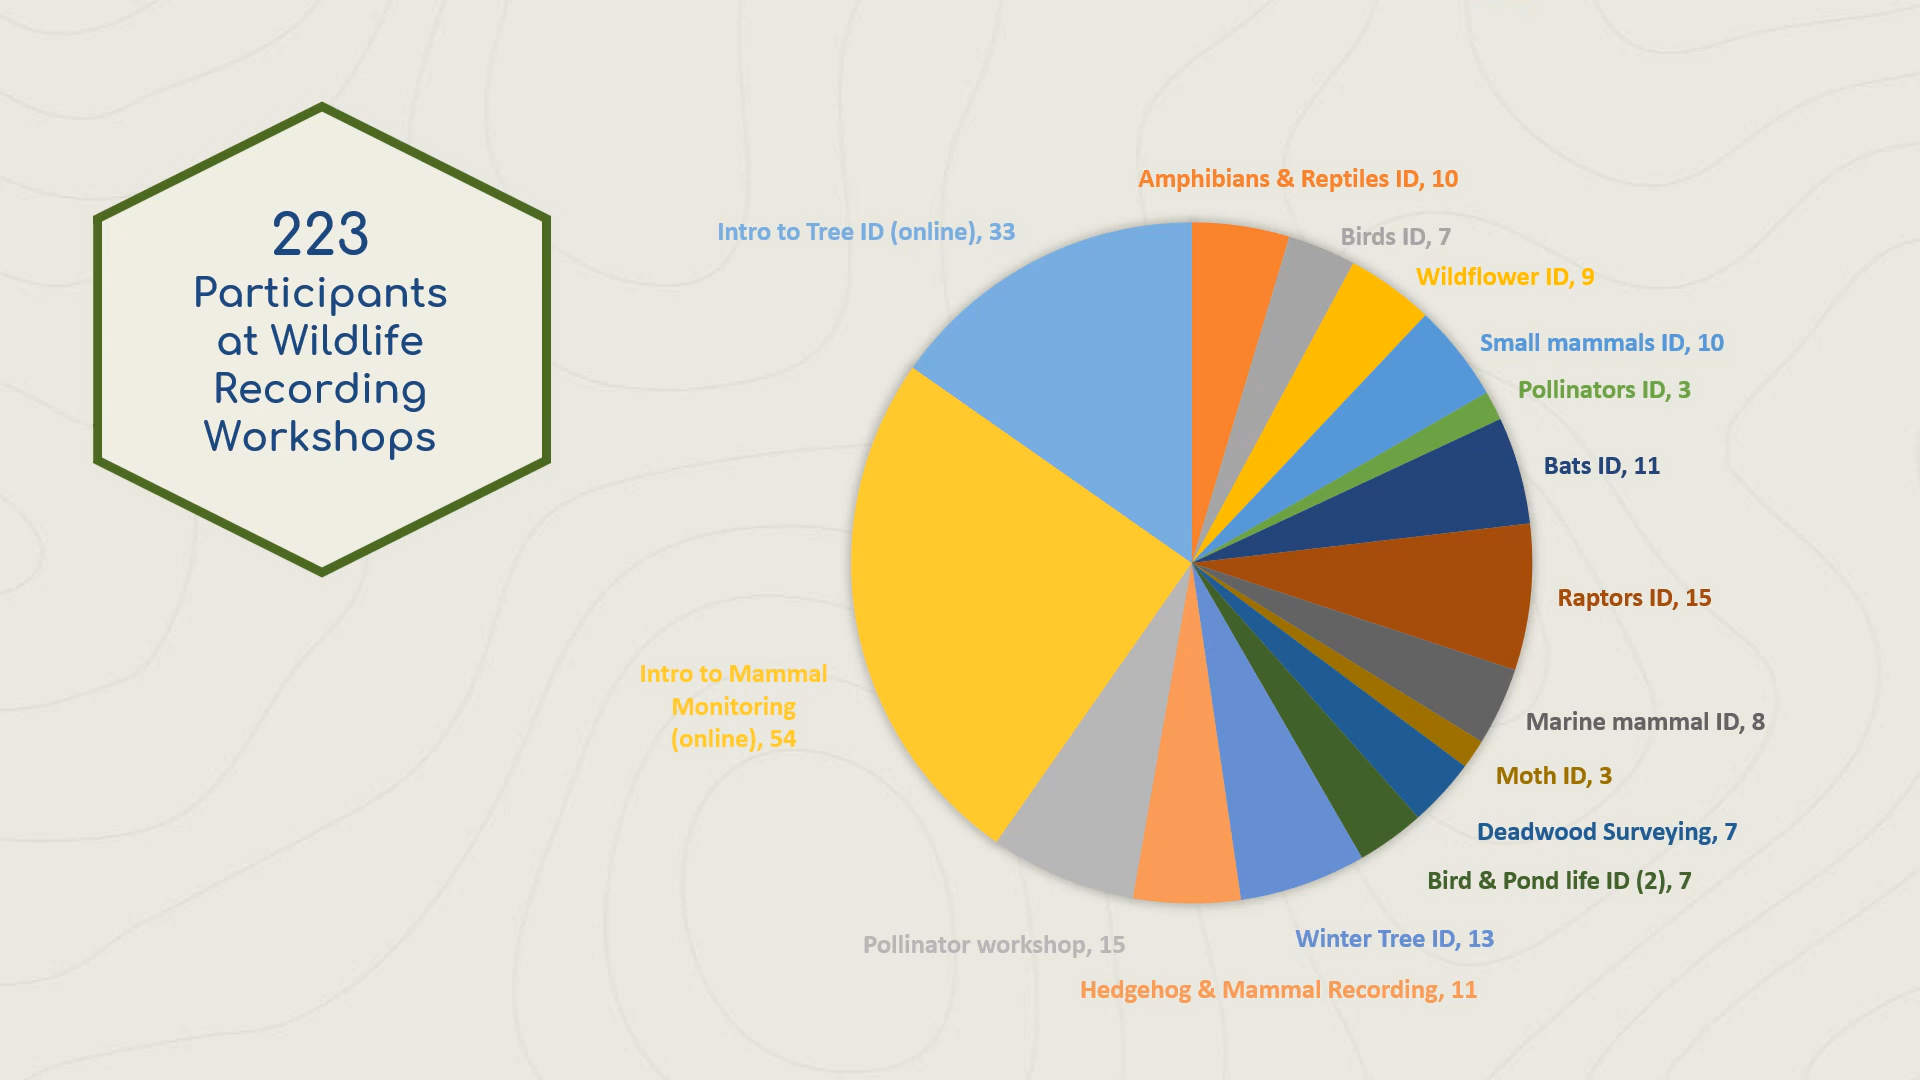 223
Participants
at Wildlife
Recording
Workshops
Amphibians & Reptiles ID, 10
Intro to Tree ID (online), 33
Birds ID, 7
Wildflower ID, 9
Small mammals ID, 10
Pollinators ID, 3
Bats ID, 11
Raptors ID, 15
Intro to Mammal
Monitoring
(online), 54
Marine mammal ID, 8
Moth ID, 3
Deadwood Surveying, 7
Bird & Pond life ID (2), 7
Winter Tree ID, 13
Pollinator workshop, 15
Hedgehog & Mammal Recording, 11